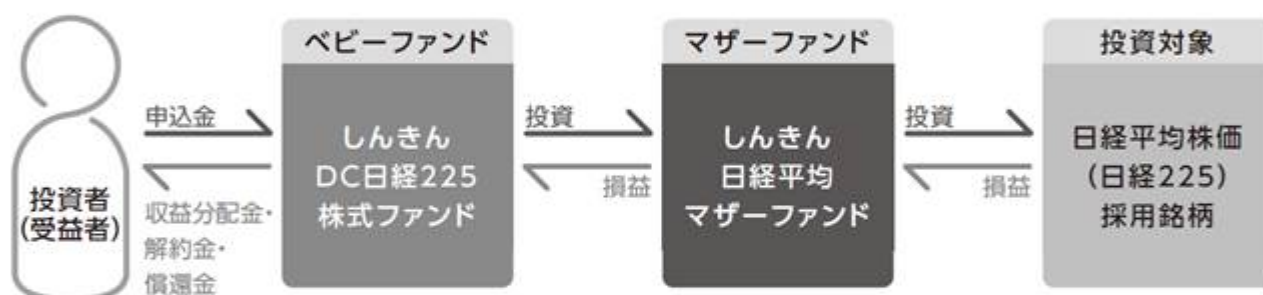 投資者
(受益者)
申込金
収益分配金・
解約金・
償還金
ベビーファンド
しんきん
DC日経225
株式ファンド
投資
損益
マザーファンド
しんきん
日経平均
マザーファンド
投資
損益
投資対象
日経平均株価
(日経225)
採用銘柄